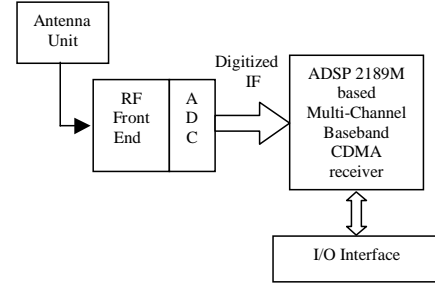 Antenna
Unit
RF
Front
End
A
D
C
Digitized
IF
ADSP 2189M
based
Multi-Channel
Baseband
CDMA
receiver
I/O Interface